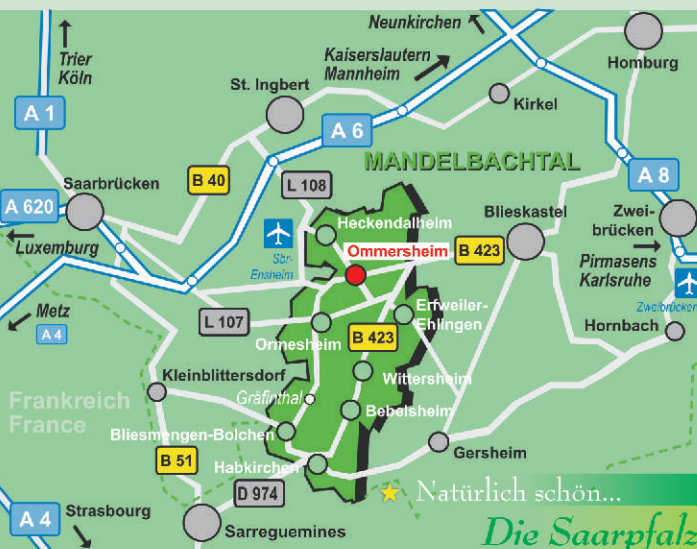 Neunkirchen
Trier
Köln
Kaiserslautern
Mannheim
Homburg
St. Ingbert
Kirkel
A 1
A 6
MANDELBACHTAL
A 8
B 40
L 108
Saarbrücken
A 620
Luxemburg
Heckendalheim
Blieskastel
Zwei-
brücken
Sbr-
Ensheim
Ommersheim
B 423
Pirmasens
Karlsruhe
Zweibrücken
Metz
A 4
L 107
Ormesheim
B 423
Erfweiler-
Ehlingen
Hornbach
Kleinblittersdorf
Gräfinthal
Wittersheim
Frankreich
France
Bebelsheim
Bliesmengen-Bolchen
Gersheim
B 51
Habkirchen
D 974
Natürlich schön...
A 4
Strasbourg
Sarreguemines
Die Saarpfalz